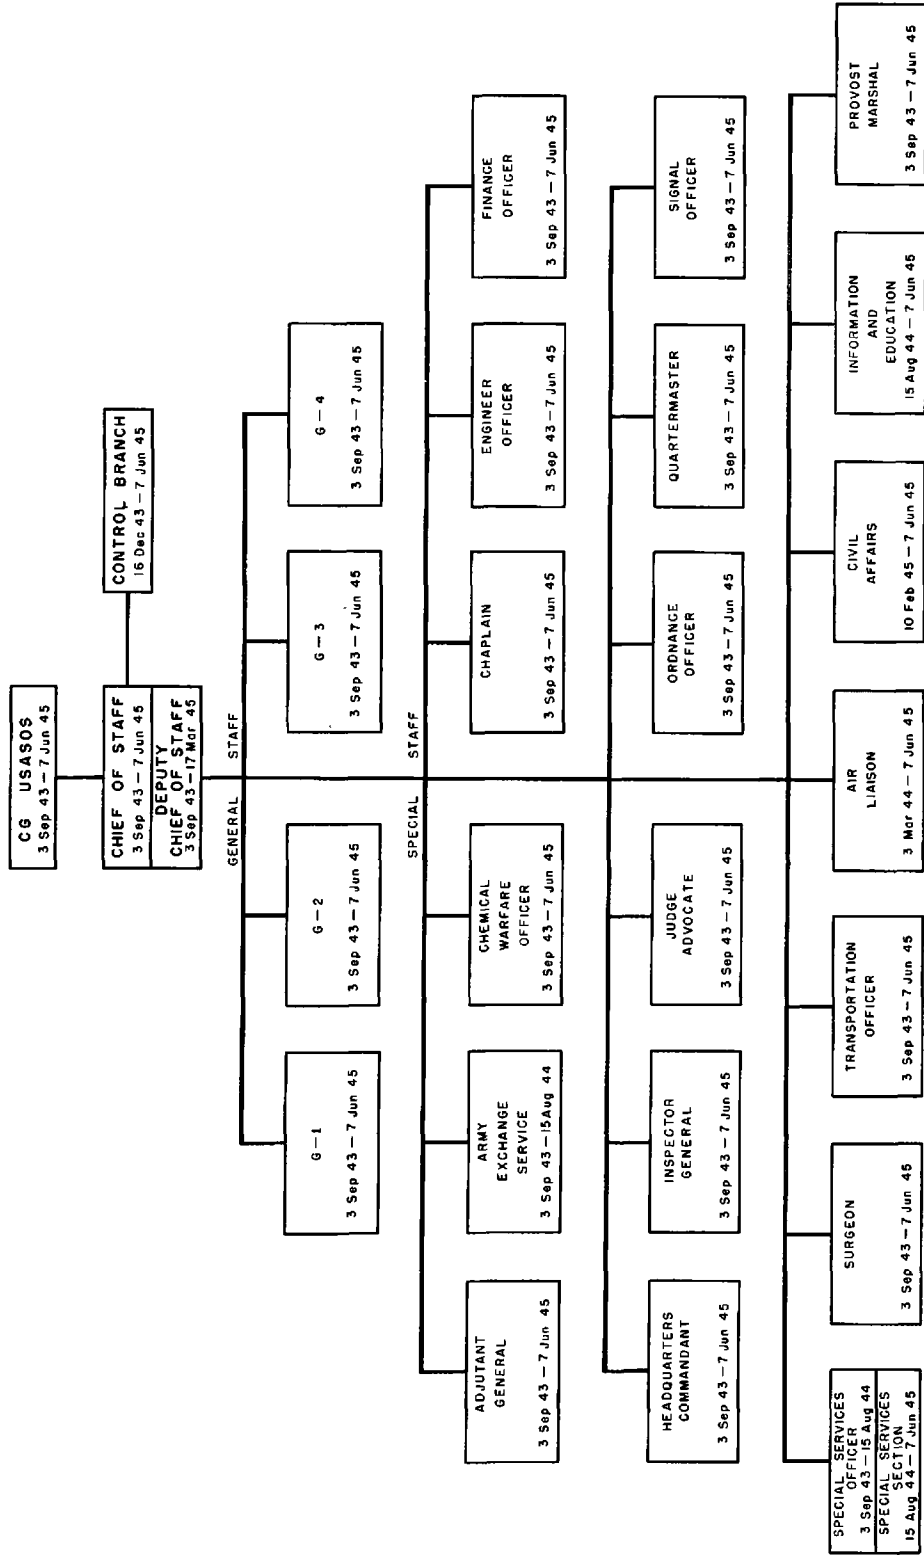 CG USASOS
3 Sep 43 — 7 Jun 45
CHIEF OF STAFF
3 Sep 43 — 7 Jun 45
DEPUTY
CHIEF OF STAFF
3 Sep 43 — 17 Mar 45
CONTROL BRANCH
16 Dec 43 — 7 Jun 45
GENERAL STAFF
G-1
3 Sep 43 — 7 Jun 45
G-2
3 Sep 43 — 7 Jun 45
G-3
3 Sep 43 — 7 Jun 45
G-4
3 Sep 43 — 7 Jun 45
SPECIAL STAFF
ADJUTANT
GENERAL
3 Sep 43 — 7 Jun 45
ARMY
EXCHANGE
SERVICE
3 Sep 43 — 15 Aug 44
CHEMICAL
WARFARE
OFFICER
3 Sep 43 — 7 Jun 45
CHAPLAIN
3 Sep 43 — 7 Jun 45
ENGINEER
OFFICER
3 Sep 43 — 7 Jun 45
FINANCE
OFFICER
3 Sep 43 — 7 Jun 45
HEADQUARTERS
COMMANDANT
3 Sep 43 — 7 Jun 45
INSPECTOR
GENERAL
3 Sep 43 — 7 Jun 45
JUDGE
ADVOCATE
3 Sep 43 — 7 Jun 45
ORDNANCE
OFFICER
3 Sep 43 — 7 Jun 45
QUARTERMASTER
3 Sep 43 — 7 Jun 45
SIGNAL
OFFICER
3 Sep 43 — 7 Jun 45
SPECIAL SERVICES
OFFICER
3 Sep 43 — 15 Aug 44
SPECIAL SERVICES
SECTION
15 Aug 44 — 7 Jun 45
SURGEON
3 Sep 43 — 7 Jun 45
TRANSPORTATION
OFFICER
3 Sep 43 — 7 Jun 45
AIR
LIAISON
3 Mar 44 — 7 Jun 45
CIVIL
AFFAIRS
10 Feb 45 — 7 Jun 45
INFORMATION
AND
EDUCATION
15 Aug 44 — 7 Jun 45
PROVOST
MARSHAL
3 Sep 43 — 7 Jun 45